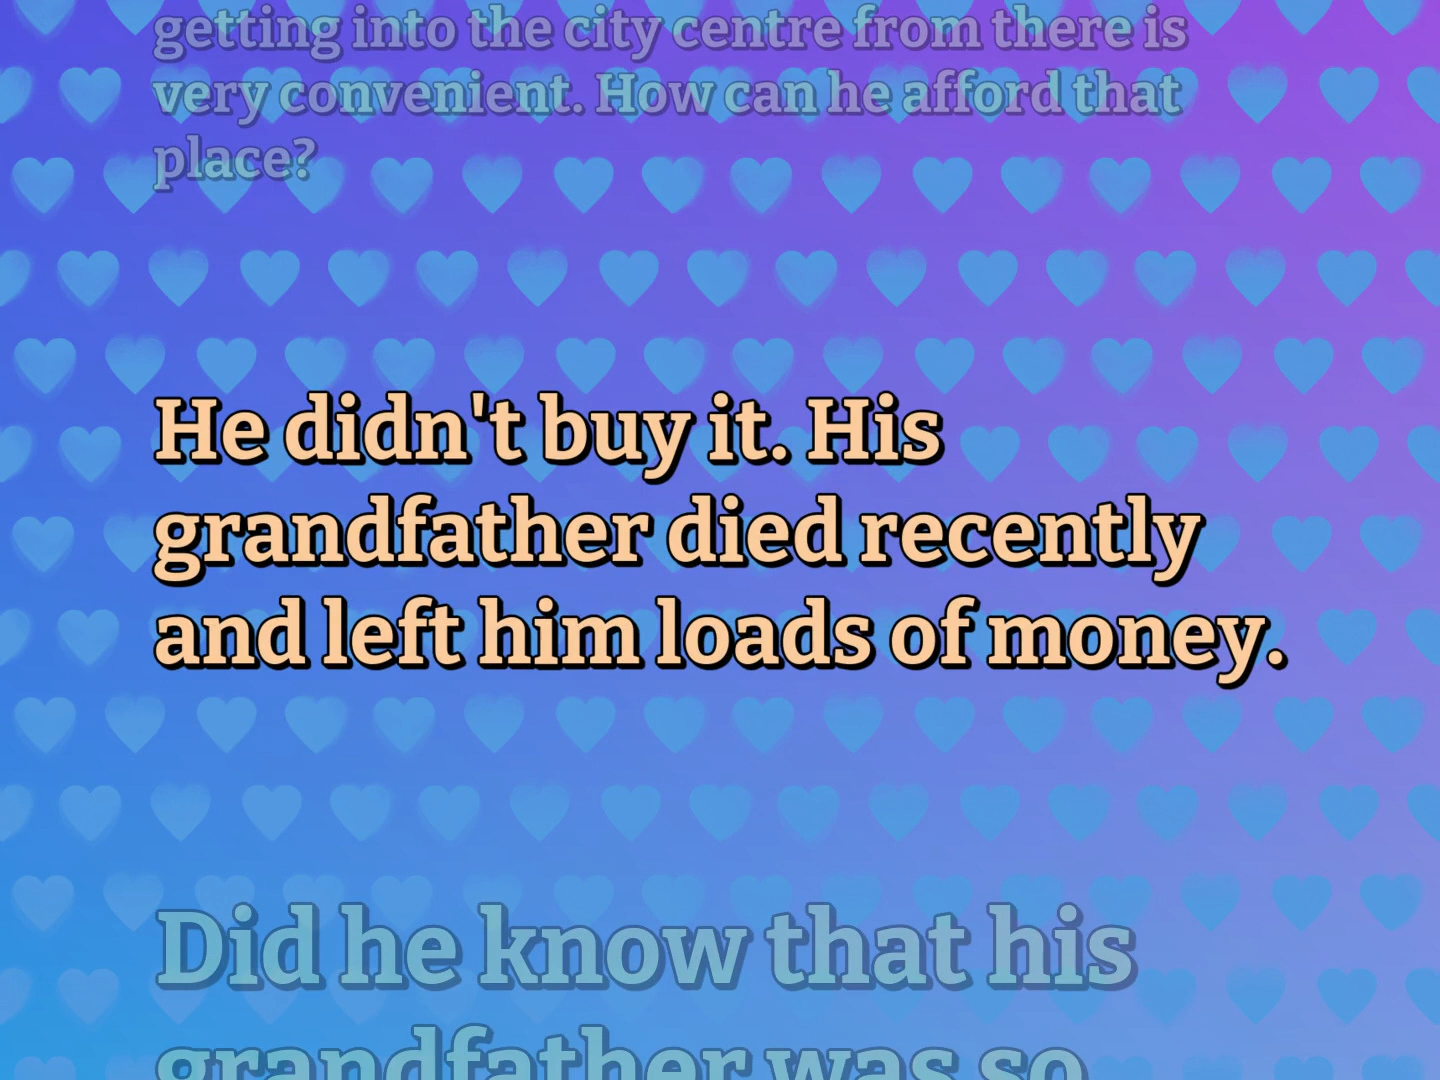 getting into the city centre from there is
very convenient. How can he afford that
place?
He didn't buy it. His
grandfather died recently
and left him loads of money.
Did he know that his
grandfather was so